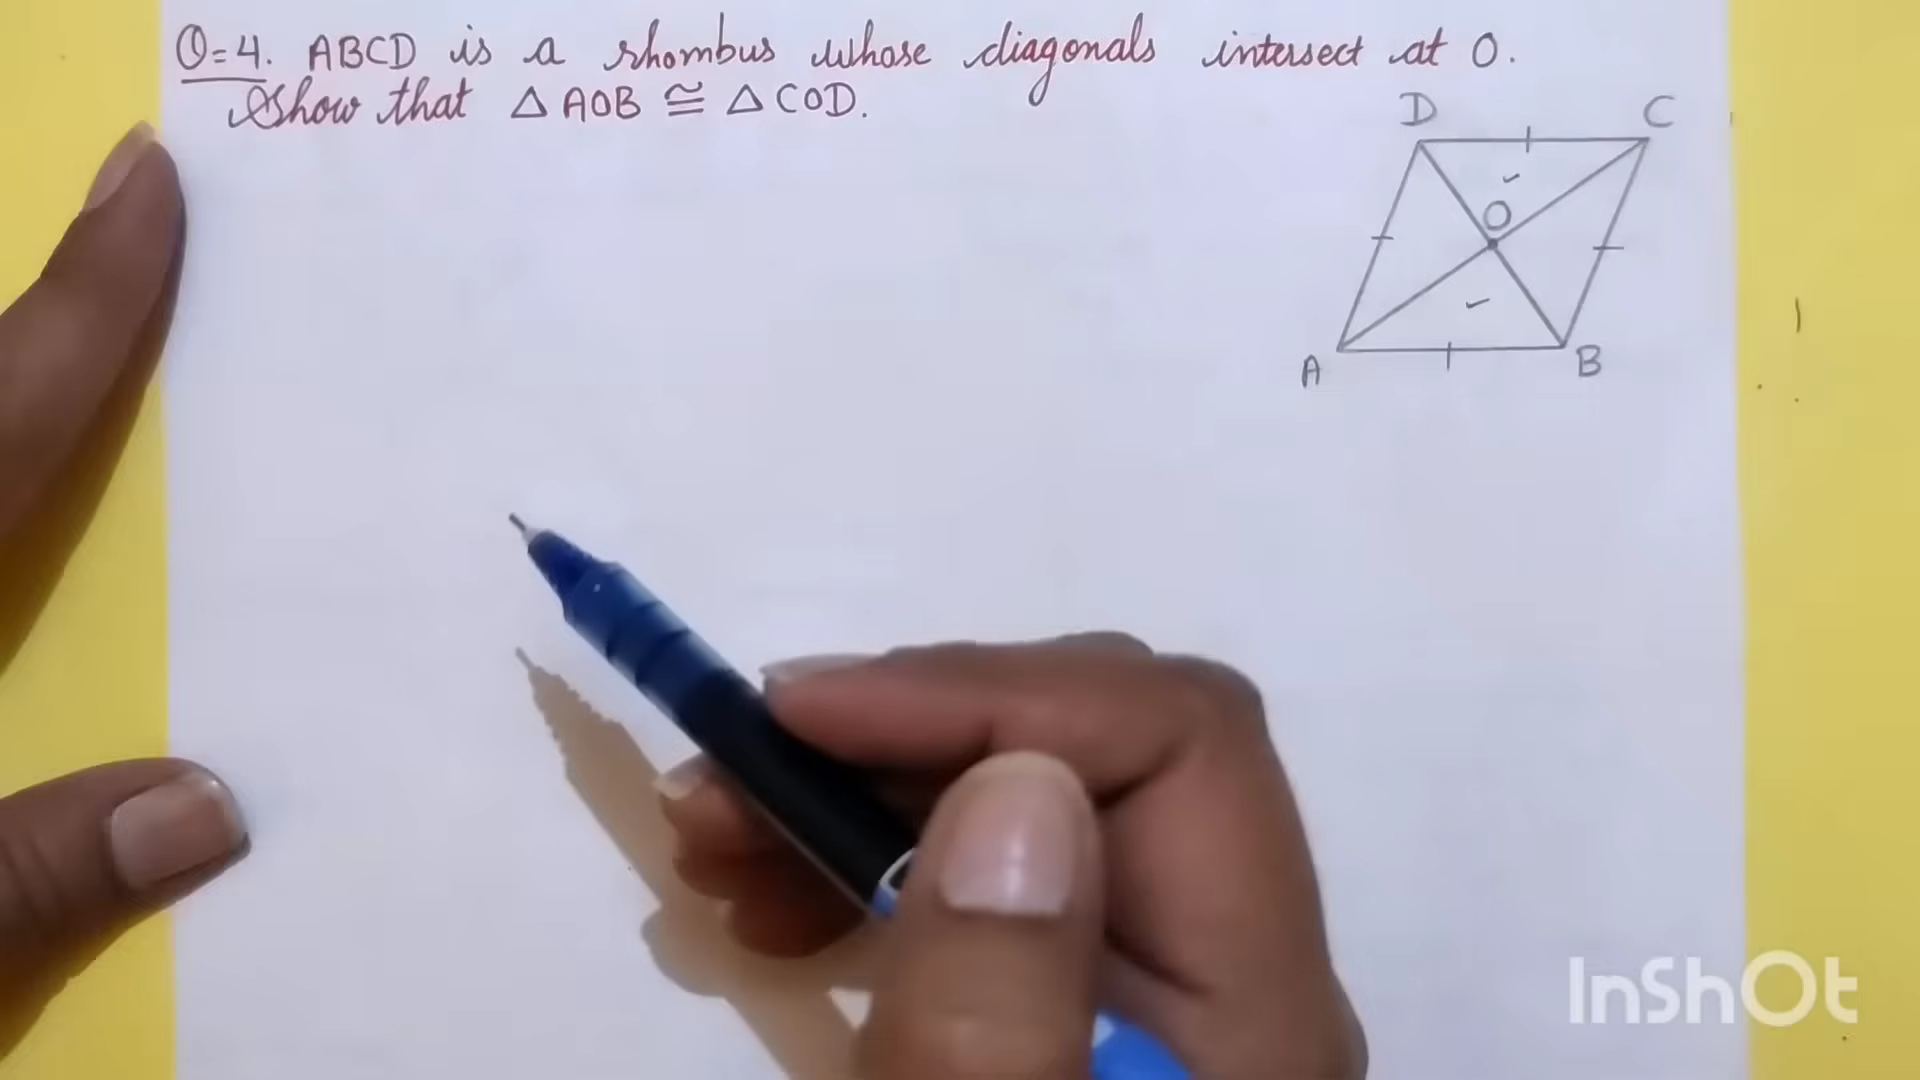 Q=4. ABCD is a rhombus whose diagonals intersect at O.
Show that △ AOB ≅ △ COD.
D C
O
A B
InShOt